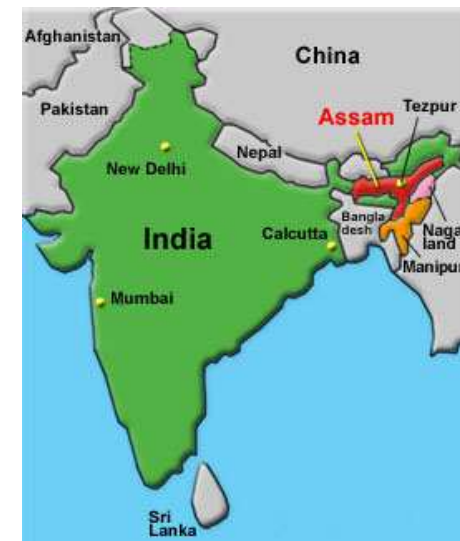 Afghanistan
China
Pakistan
Tezpur
Assam
Nepal
New Delhi
Bangla
desh
Naga
land
India
Calcutta
Manipur
Mumbai
Sri
Lanka